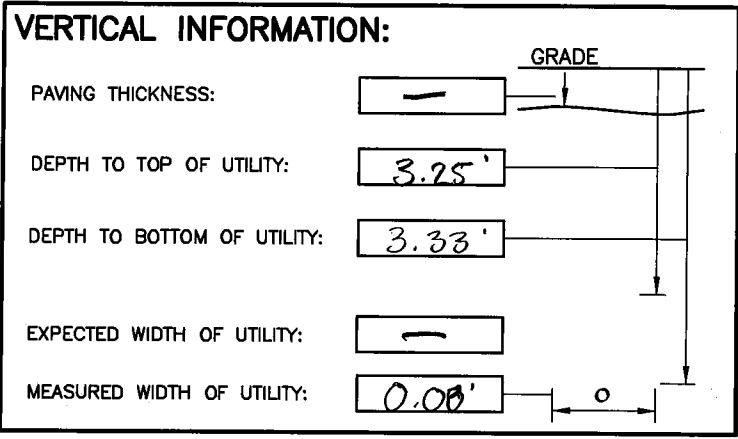 VERTICAL INFORMATION:
GRADE
PAVING THICKNESS: —
DEPTH TO TOP OF UTILITY: 3.25'
DEPTH TO BOTTOM OF UTILITY: 3.33'
EXPECTED WIDTH OF UTILITY: —
MEASURED WIDTH OF UTILITY: 0.08' O